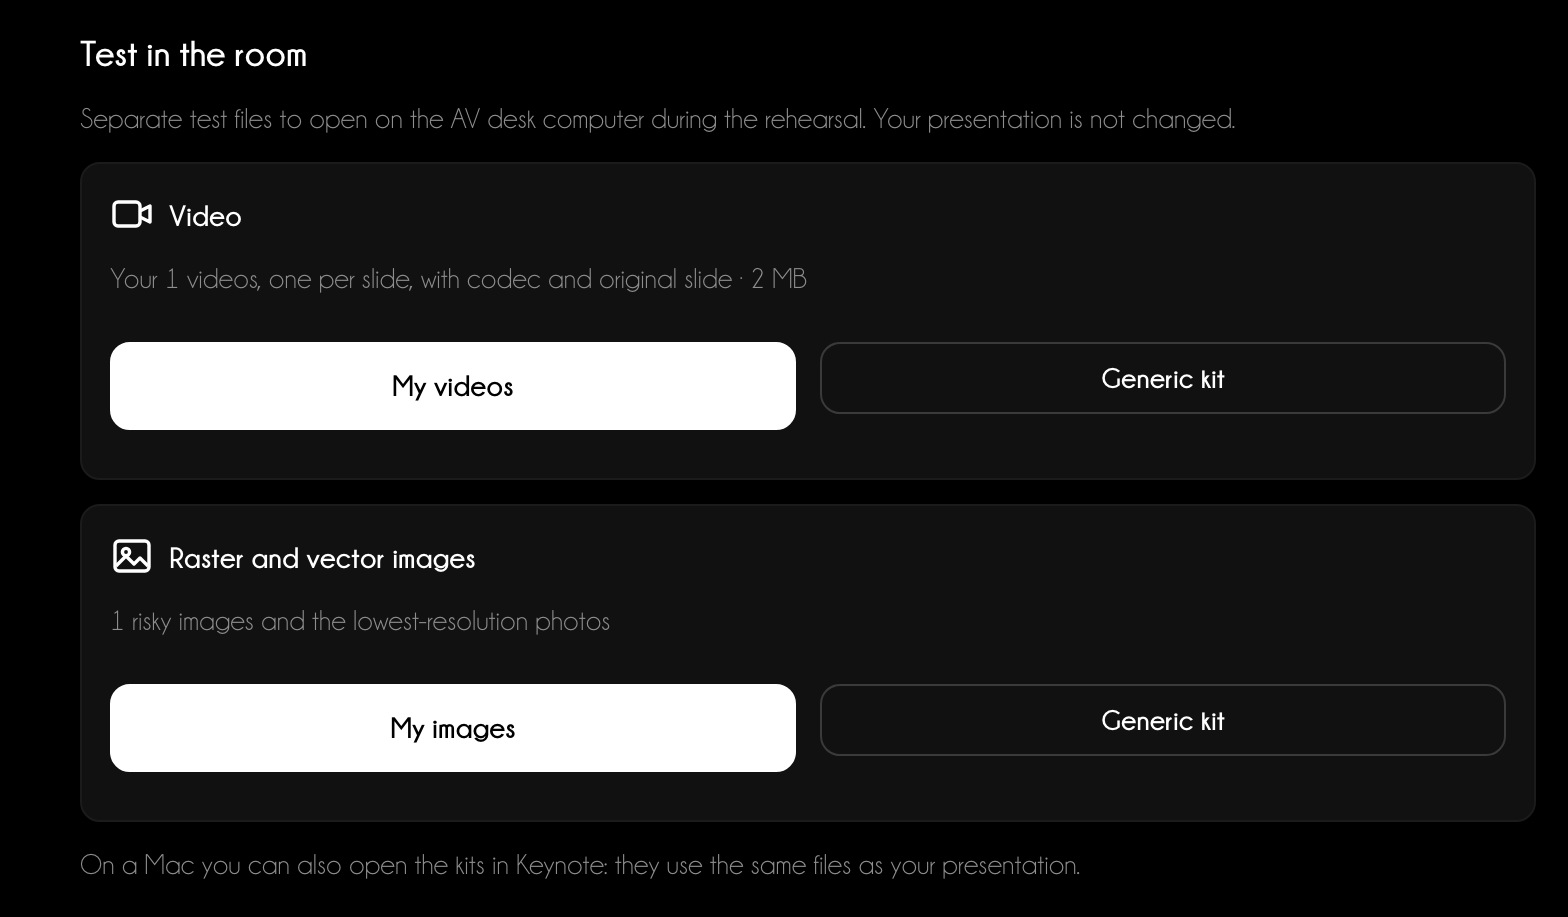 Test in the room
Separate test files to open on the AV desk computer during the rehearsal. Your presentation is not changed.
Video
Your 1 videos, one per slide, with codec and original slide · 2 MB
My videos
Generic kit
Raster and vector images
1 risky images and the lowest-resolution photos
My images
Generic kit
On a Mac you can also open the kits in Keynote: they use the same files as your presentation.